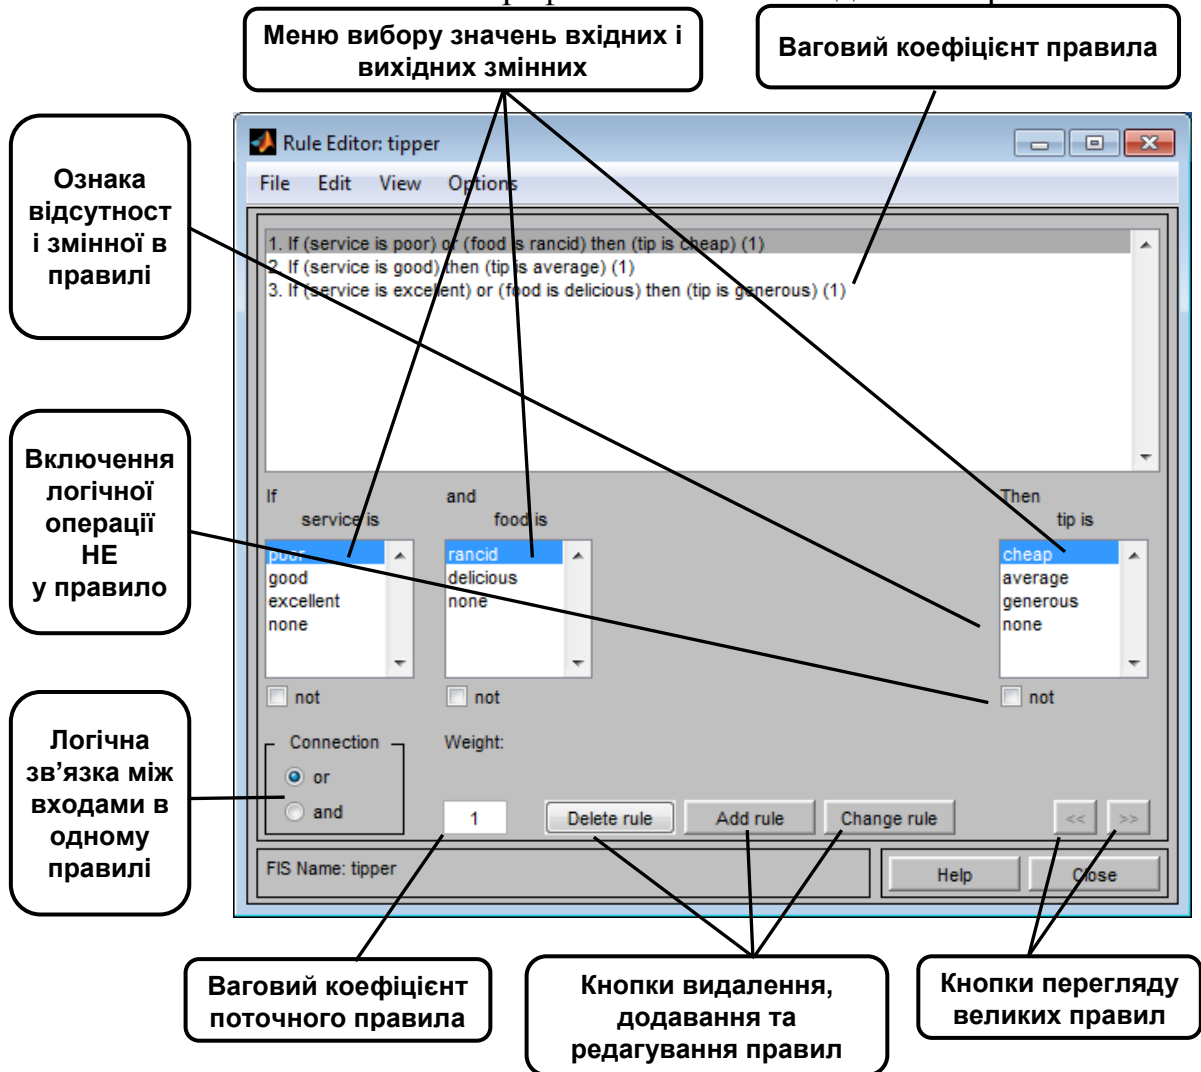 Меню вибору значень вхідних і
вихідних змінних
Ваговий коефіцієнт правила
Ознака
відсутност
і змінної в
правилі
Включення
логічної
операції
НЕ
у правило
Логічна
зв’язка між
входами в
одному
правилі
Rule Editor: tipper
File Edit View Options
1. If (service is poor) or (food is rancid) then (tip is cheap) (1)
2. If (service is good) then (tip is average) (1)
3. If (service is excellent) or (food is delicious) then (tip is generous) (1)
If and Then
service is food is tip is
poor rancid cheap
good delicious average
excellent none generous
none none
not not not
Connection Weight:
or
and 1 Delete rule Add rule Change rule << >>
FIS Name: tipper Help Close
Ваговий коефіцієнт
поточного правила
Кнопки видалення,
додавання та
редагування правил
Кнопки перегляду
великих правил